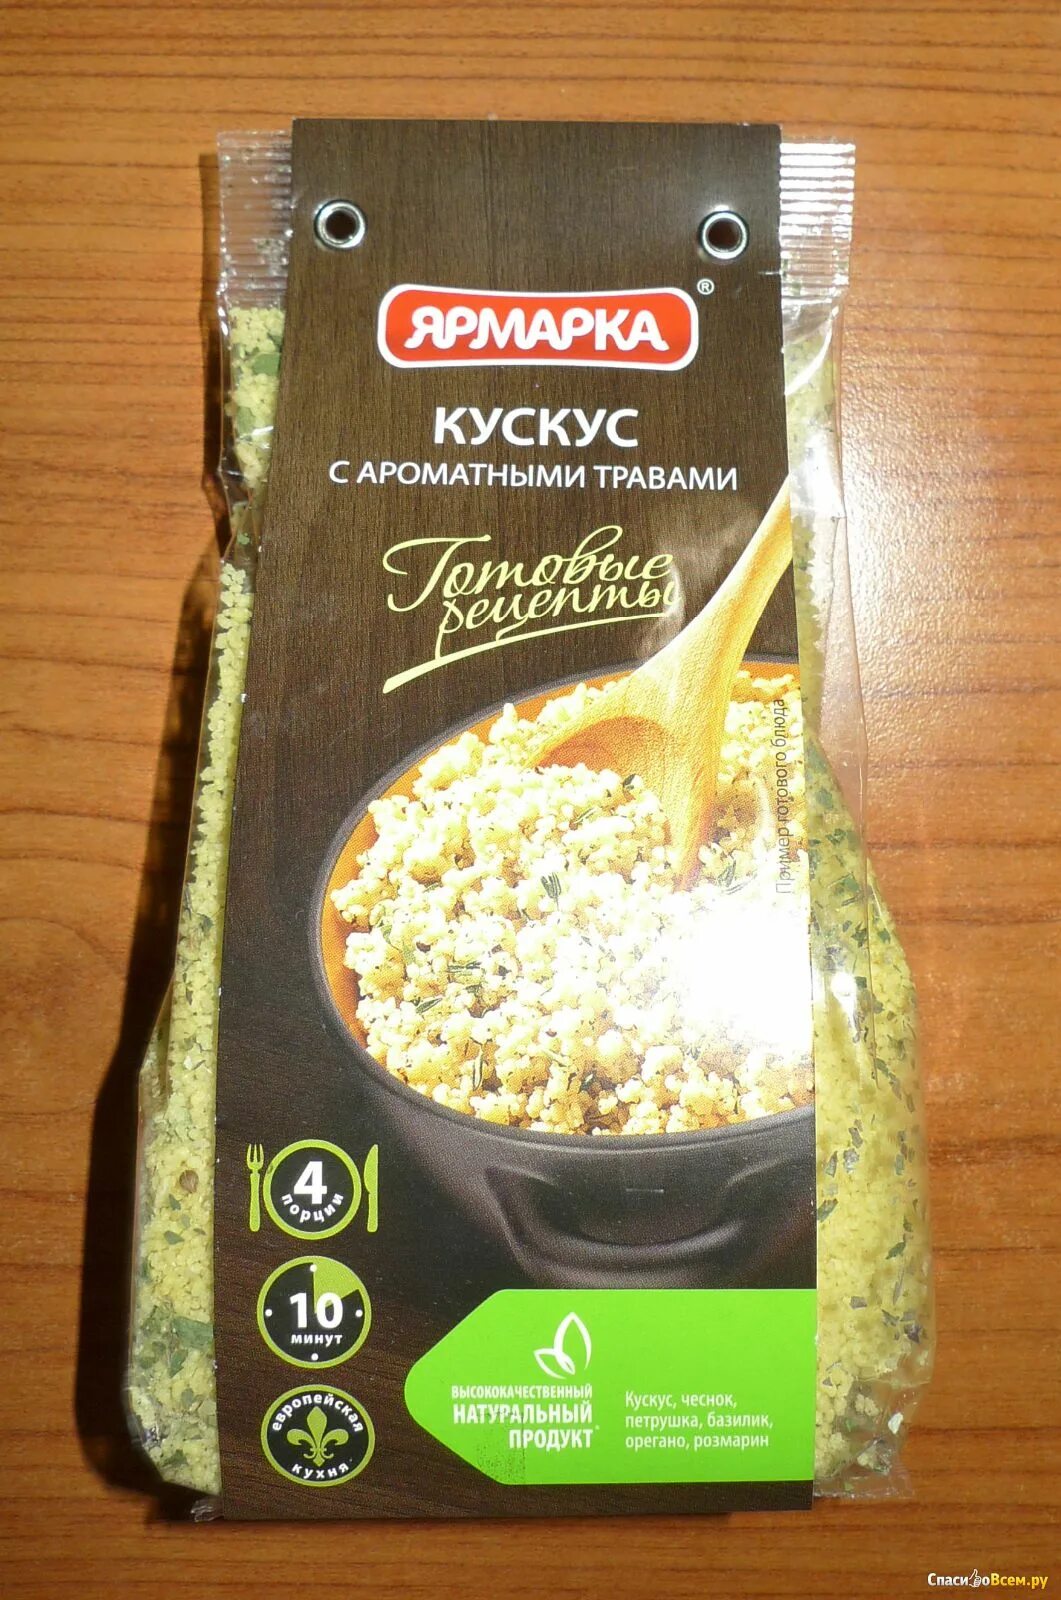 ЯРМАРКА®
КУСКУС
С АРОМАТНЫМИ ТРАВАМИ
Готовые
рецепты
Пример готового блюда
4
порции
10
минут
европейская
кухня
ВЫСОКОКАЧЕСТВЕННЫЙ
НАТУРАЛЬНЫЙ
ПРОДУКТ
Кускус, чеснок,
петрушка, базилик,
орегано, розмарин
СпасибоВсем.ру